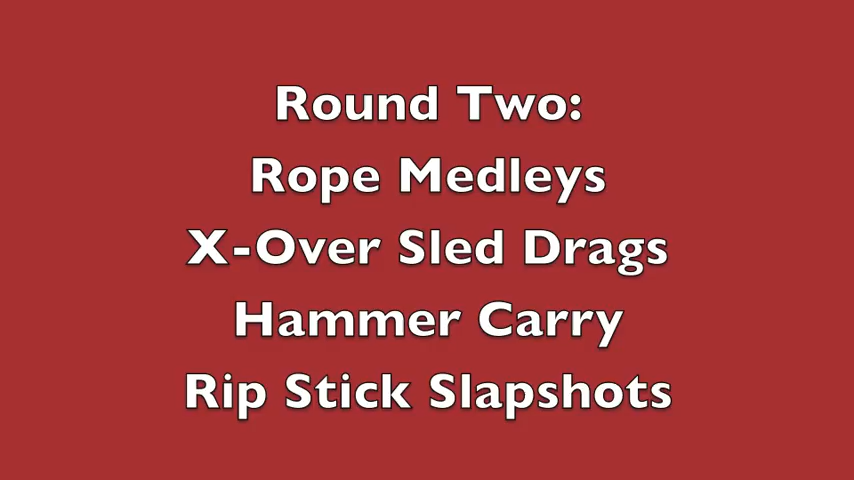 Round Two:
Rope Medleys
X-Over Sled Drags
Hammer Carry
Rip Stick Slapshots